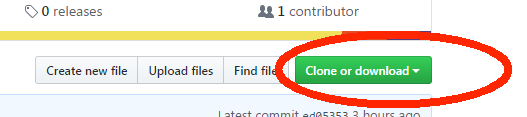 0 releases
1 contributor
Create new file
Upload files
Find file
Clone or download
Latest commit ed05353 3 hours ago